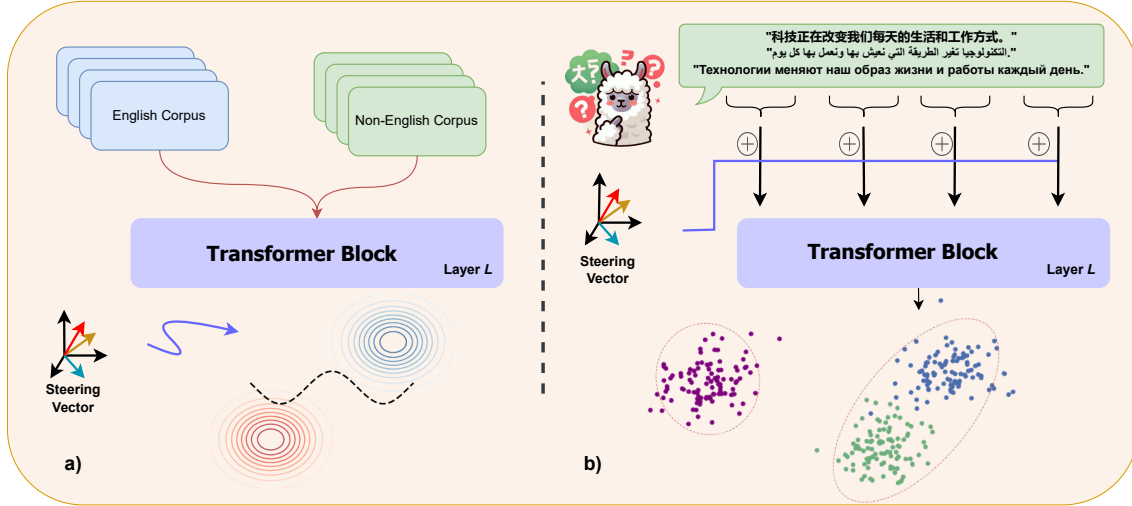 English Corpus
Non-English Corpus
Transformer Block
Layer L
Steering
Vector
a)
大?
?
?
?
"科技正在改变我们每天的生活和工作方式。"
"التكنولوجيا تغير الطريقة التي نعيش بها ونعمل بها كل يوم."
"Технологии меняют наш образ жизни и работы каждый день."
+
+
+
+
Steering
Vector
Transformer Block
Layer L
b)